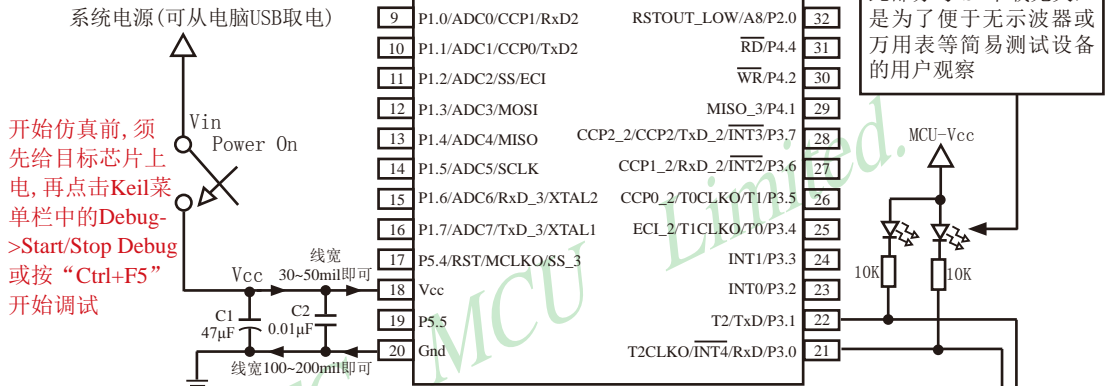 系统电源(可从电脑USB取电)
Vin
Power On
开始仿真前,须
先给目标芯片上
电,再点击Keil菜
单栏中的Debug-
>Start/Stop Debug
或按“Ctrl+F5”
开始调试
Vcc
线宽
30~50mil即可
C1
47μF
C2
0.01μF
线宽100~200mil即可
9 P1.0/ADC0/CCP1/RxD2
10 P1.1/ADC1/CCP0/TxD2
11 P1.2/ADC2/SS/ECI
12 P1.3/ADC3/MOSI
13 P1.4/ADC4/MISO
14 P1.5/ADC5/SCLK
15 P1.6/ADC6/RxD_3/XTAL2
16 P1.7/ADC7/TxD_3/XTAL1
17 P5.4/RST/MCLKO/SS_3
18 Vcc
19 P5.5
20 Gnd
RSTOUT_LOW/A8/P2.0 32
RD/P4.4 31
WR/P4.2 30
MISO_3/P4.1 29
CCP2_2/CCP2/TxD_2/INT3/P3.7 28
CCP1_2/RxD_2/INT2/P3.6 27
CCP0_2/T0CLKO/T1/P3.5 26
ECI_2/T1CLKO/T0/P3.4 25
INT1/P3.3 24
INT0/P3.2 23
T2/TxD/P3.1 22
T2CLKO/INT4/RxD/P3.0 21
是为了便于无示波器或
万用表等简易测试设备
的用户观察
MCU-Vcc
10K
10K
MCU Limited.